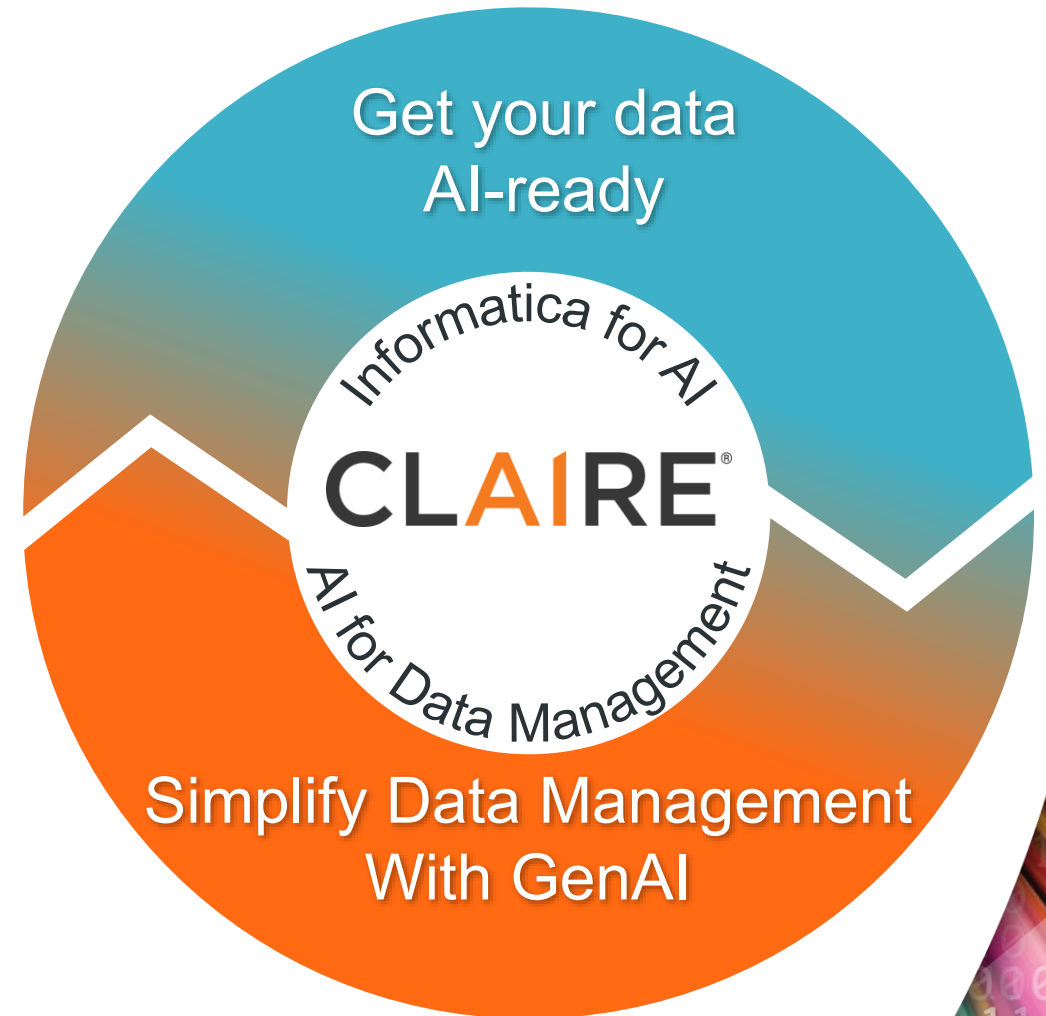 Get your data
AI-ready
Informatica for AI
CLAIRE®
AI for Data Management
Simplify Data Management
With GenAI